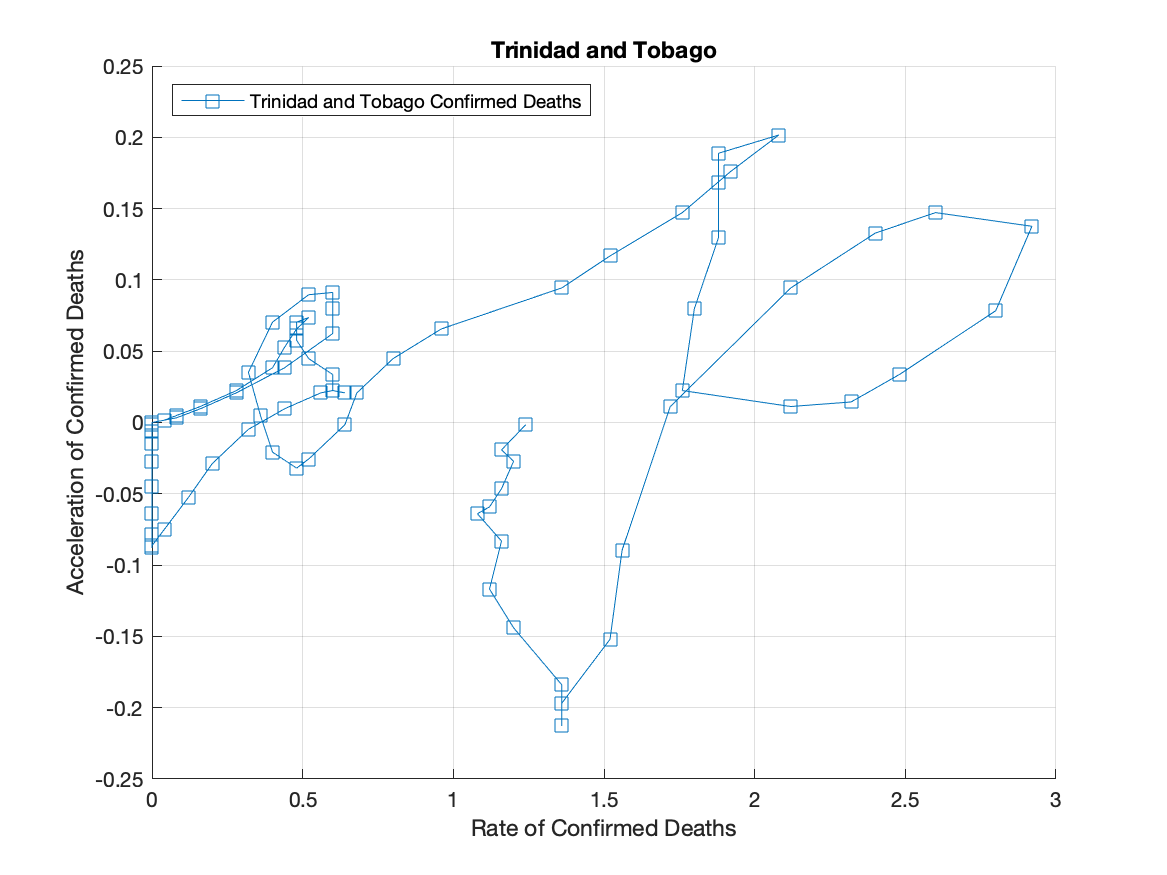 Trinidad and Tobago
Trinidad and Tobago Confirmed Deaths
0.25
0.2
0.15
0.1
0.05
0
-0.05
-0.1
-0.15
-0.2
-0.25
Acceleration of Confirmed Deaths
0 0.5 1 1.5 2 2.5 3
Rate of Confirmed Deaths